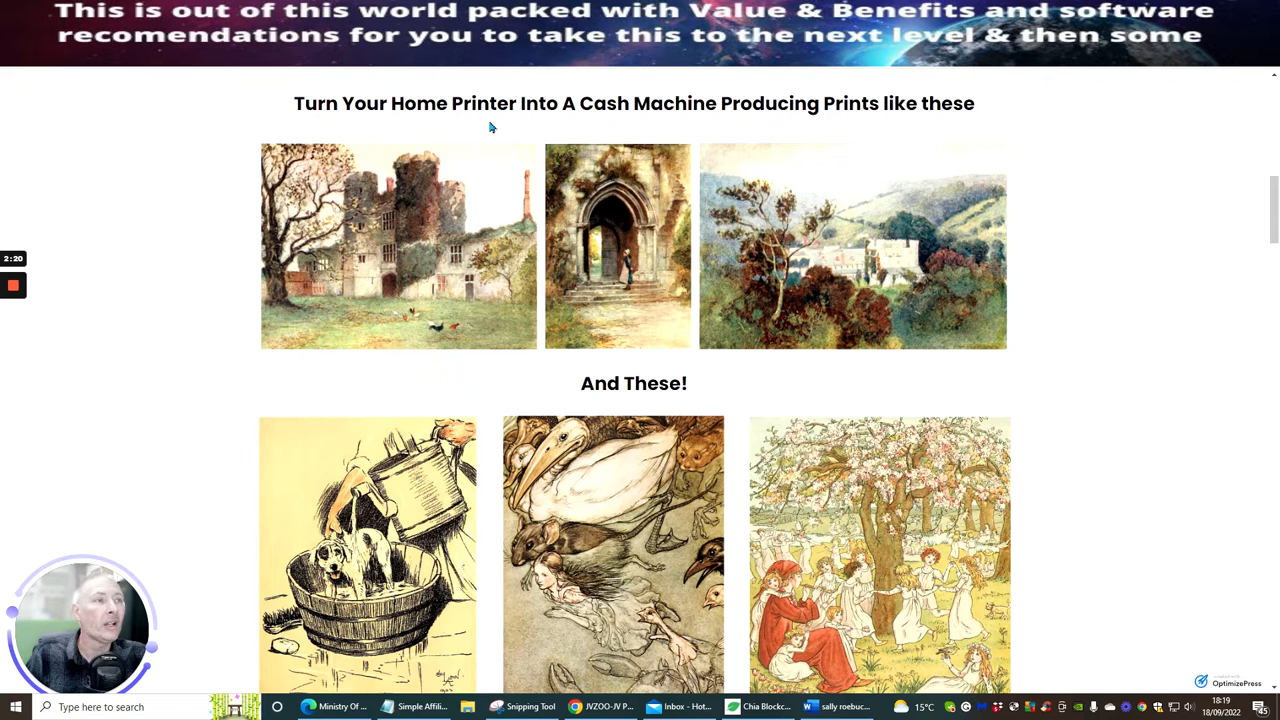 This is out of this world packed with Value & Benefits and software
recomendations for you to take this to the next level & then some
Turn Your Home Printer Into A Cash Machine Producing Prints like these
And These!
2:20
created with
OptimizePress
Type here to search
Ministry Of ...
Simple Affili...
Snipping Tool
JVZOO-JV P...
Inbox - Hot...
Chia Blockc...
sally roebuc...
15°C
18:19
18/09/2022
45